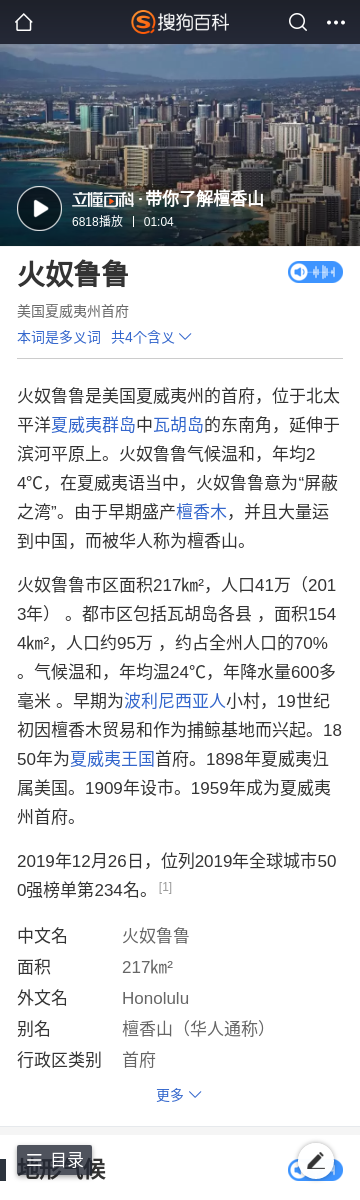 搜狗百科
立懂百科·带你了解檀香山
6818播放 | 01:04
火奴鲁鲁
美国夏威夷州首府
本词是多义词 共4个含义
火奴鲁鲁是美国夏威夷州的首府，位于北太
平洋夏威夷群岛中瓦胡岛的东南角，延伸于
滨河平原上。火奴鲁鲁气候温和，年均2
4℃，在夏威夷语当中，火奴鲁鲁意为“屏蔽
之湾”。由于早期盛产檀香木，并且大量运
到中国，而被华人称为檀香山。
火奴鲁鲁市区面积217㎢²，人口41万（201
3年） 。都市区包括瓦胡岛各县 ，面积154
4㎢²，人口约95万 ，约占全州人口的70%
。气候温和，年均温24℃，年降水量600多
毫米 。早期为波利尼西亚人小村，19世纪
初因檀香木贸易和作为捕鲸基地而兴起。18
50年为夏威夷王国首府。1898年夏威夷归
属美国。1909年设市。1959年成为夏威夷
州首府。
2019年12月26日，位列2019年全球城市50
0强榜单第234名。[1]
中文名 火奴鲁鲁
面积 217㎢²
外文名 Honolulu
别名 檀香山（华人通称）
行政区类别 首府
更多
地形气候
目录